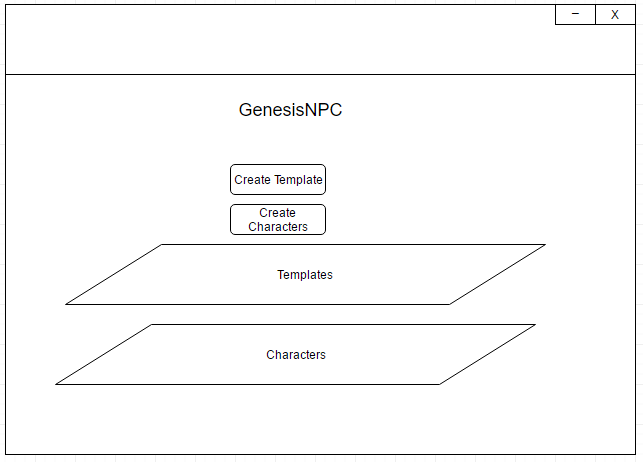 – X
GenesisNPC
Create Template
Create
Characters
Templates
Characters